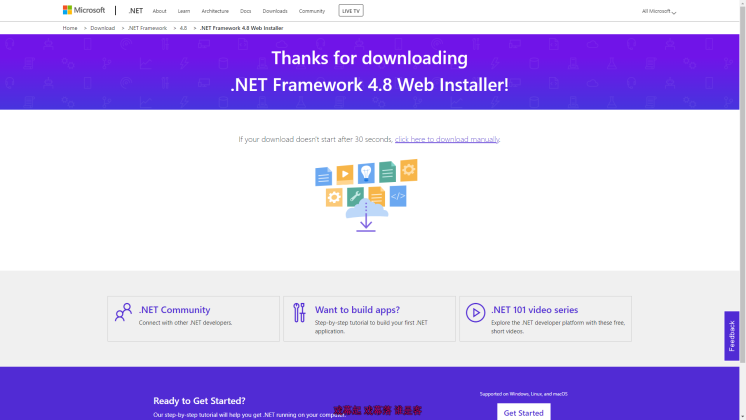 Microsoft
.NET About Learn Architecture Docs Downloads Community LIVE TV All Microsoft
Home > Download > .NET Framework > 4.8 > .NET Framework 4.8 Web Installer
Thanks for downloading
.NET Framework 4.8 Web Installer!
If your download doesn't start after 30 seconds, click here to download manually.
</>
.NET Community
Connect with other .NET developers.
Want to build apps?
Step-by-step tutorial to build your first .NET
application.
.NET 101 video series
Explore the .NET developer platform with these free,
short videos.
Feedback
Ready to Get Started?
Our step-by-step tutorial will help you get .NET running on your computer.
Supported on Windows, Linux, and macOS
Get Started